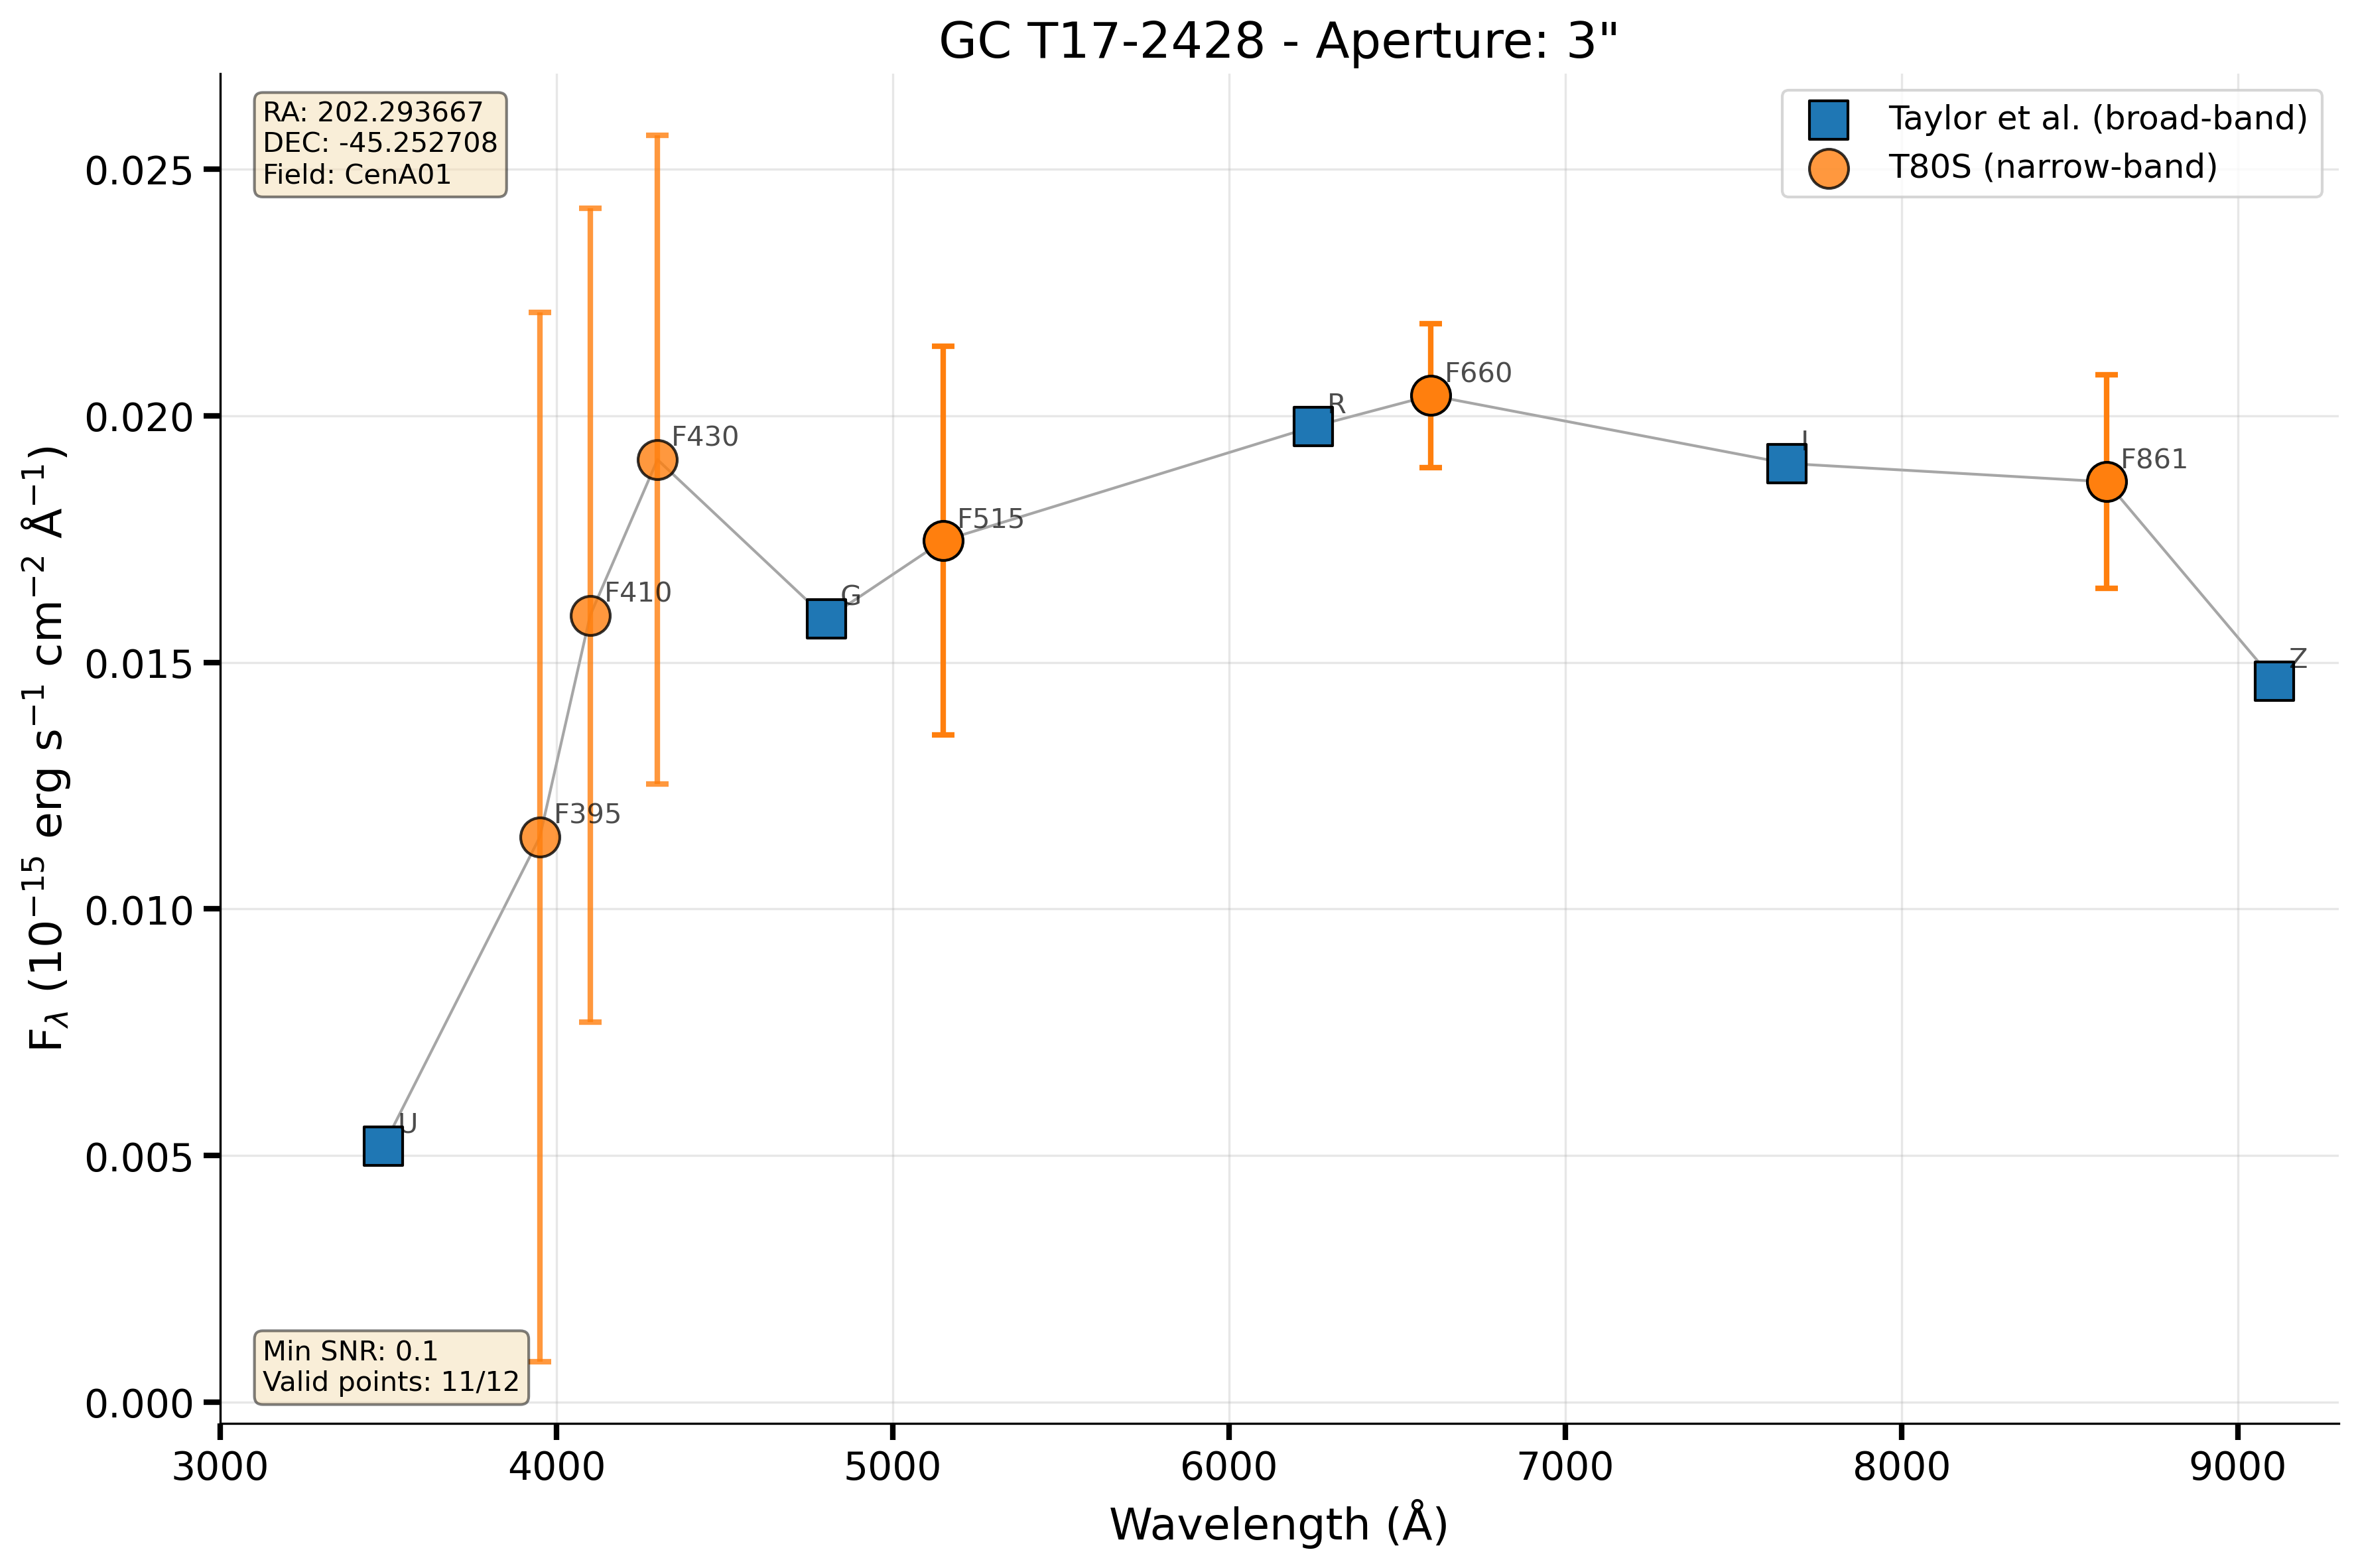 GC T17-2428 - Aperture: 3"
RA: 202.293667
DEC: -45.252708
Field: CenA01
Taylor et al. (broad-band)
T80S (narrow-band)
0.025
0.020
0.015
0.010
0.005
0.000
F430
F410
F395
U
G
F515
R
F660
I
F861
Z
Min SNR: 0.1
Valid points: 11/12
3000
4000
5000
6000
7000
8000
9000
Wavelength (Å)
Fλ (10⁻¹⁵ erg s⁻¹ cm⁻² Å⁻¹)